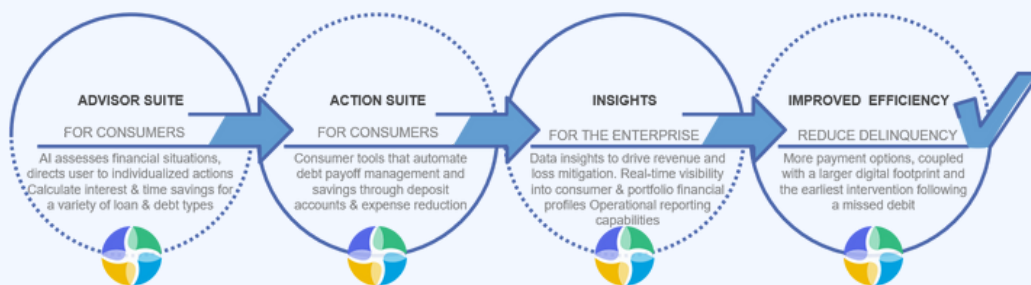 ADVISOR SUITE
FOR CONSUMERS
AI assesses financial situations,
directs user to individualized actions
Calculate interest & time savings for
a variety of loan & debt types
ACTION SUITE
FOR CONSUMERS
Consumer tools that automate
debt payoff management and
savings through deposit
accounts & expense reduction
INSIGHTS
FOR THE ENTERPRISE
Data insights to drive revenue and
loss mitigation. Real-time visibility
into consumer & portfolio financial
profiles Operational reporting
capabilities
IMPROVED EFFICIENCY
REDUCE DELINQUENCY
More payment options, coupled
with a larger digital footprint and
the earliest intervention following
a missed debit